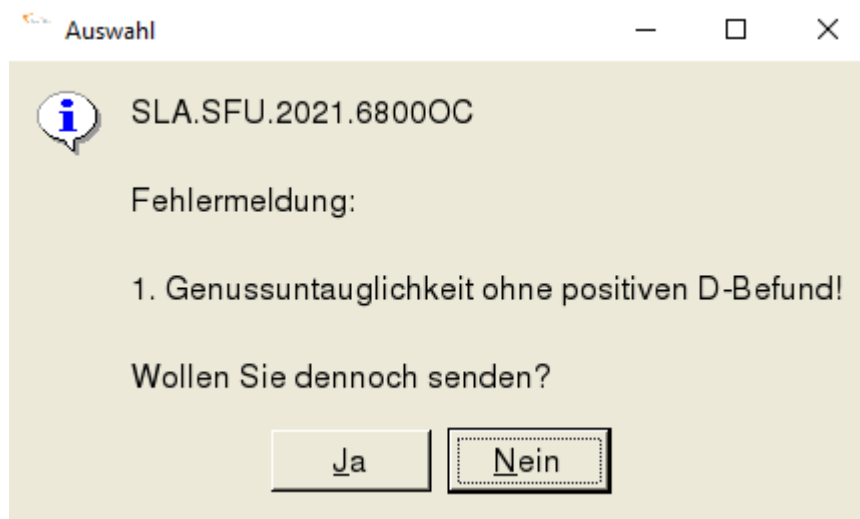 Auswahl
SLA.SFU.2021.6800OC
Fehlermeldung:
1. Genussuntauglichkeit ohne positiven D-Befund!
Wollen Sie dennoch senden?
Ja
Nein